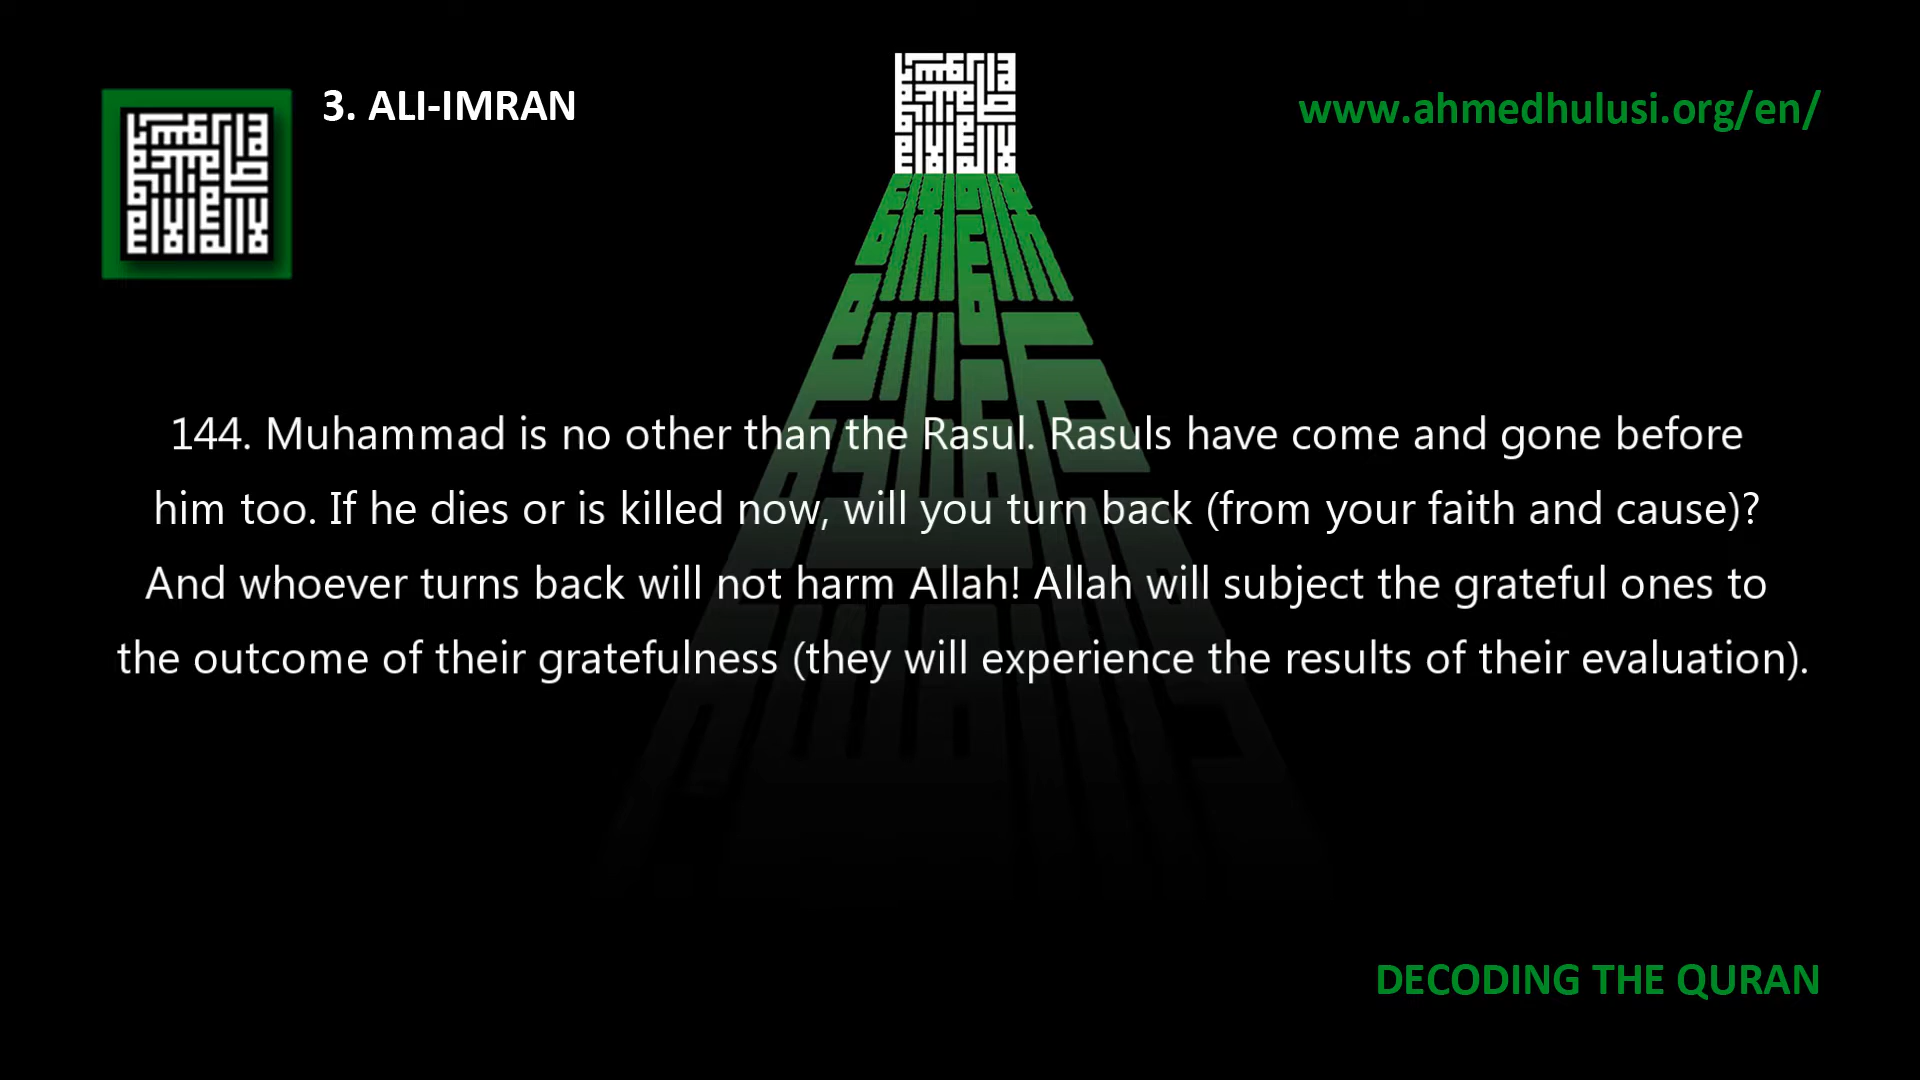 3. ALI-IMRAN
www.ahmedhulusi.org/en/
144. Muhammad is no other than the Rasul. Rasuls have come and gone before
him too. If he dies or is killed now, will you turn back (from your faith and cause)?
And whoever turns back will not harm Allah! Allah will subject the grateful ones to
the outcome of their gratefulness (they will experience the results of their evaluation).
DECODING THE QURAN